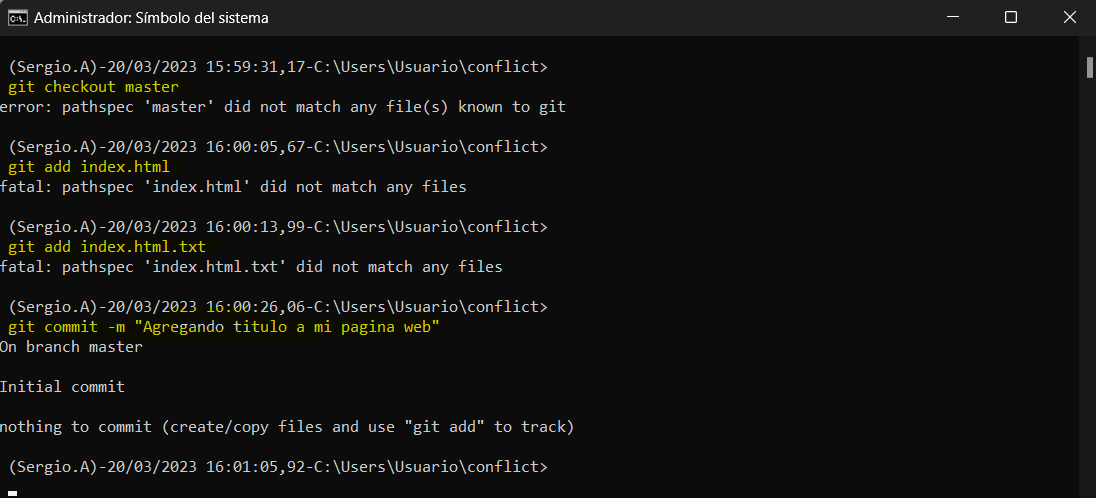 Administrador: Símbolo del sistema
(Sergio.A)-20/03/2023 15:59:31,17-C:\Users\Usuario\conflict>
git checkout master
error: pathspec 'master' did not match any file(s) known to git
(Sergio.A)-20/03/2023 16:00:05,67-C:\Users\Usuario\conflict>
git add index.html
fatal: pathspec 'index.html' did not match any files
(Sergio.A)-20/03/2023 16:00:13,99-C:\Users\Usuario\conflict>
git add index.html.txt
fatal: pathspec 'index.html.txt' did not match any files
(Sergio.A)-20/03/2023 16:00:26,06-C:\Users\Usuario\conflict>
git commit -m "Agregando titulo a mi pagina web"
On branch master
Initial commit
nothing to commit (create/copy files and use "git add" to track)
(Sergio.A)-20/03/2023 16:01:05,92-C:\Users\Usuario\conflict>